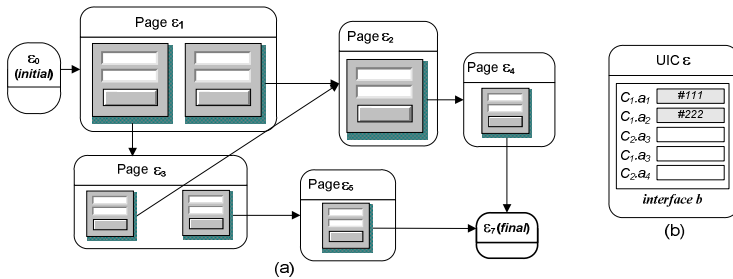 ε₀
(initial)
Page ε₁
Page ε₂
Page ε₄
Page ε₃
Page ε₅
ε₇(final)
(a)
UIC ε
C₁.a₁ #111
C₁.a₂ #222
C₂.a₃
C₁.a₃
C₂.a₄
interface b
(b)